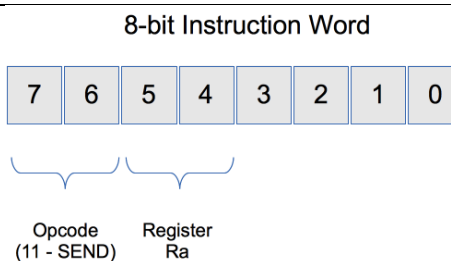 8-bit Instruction Word
7 6 5 4 3 2 1 0
Opcode Register
(11 - SEND) Ra